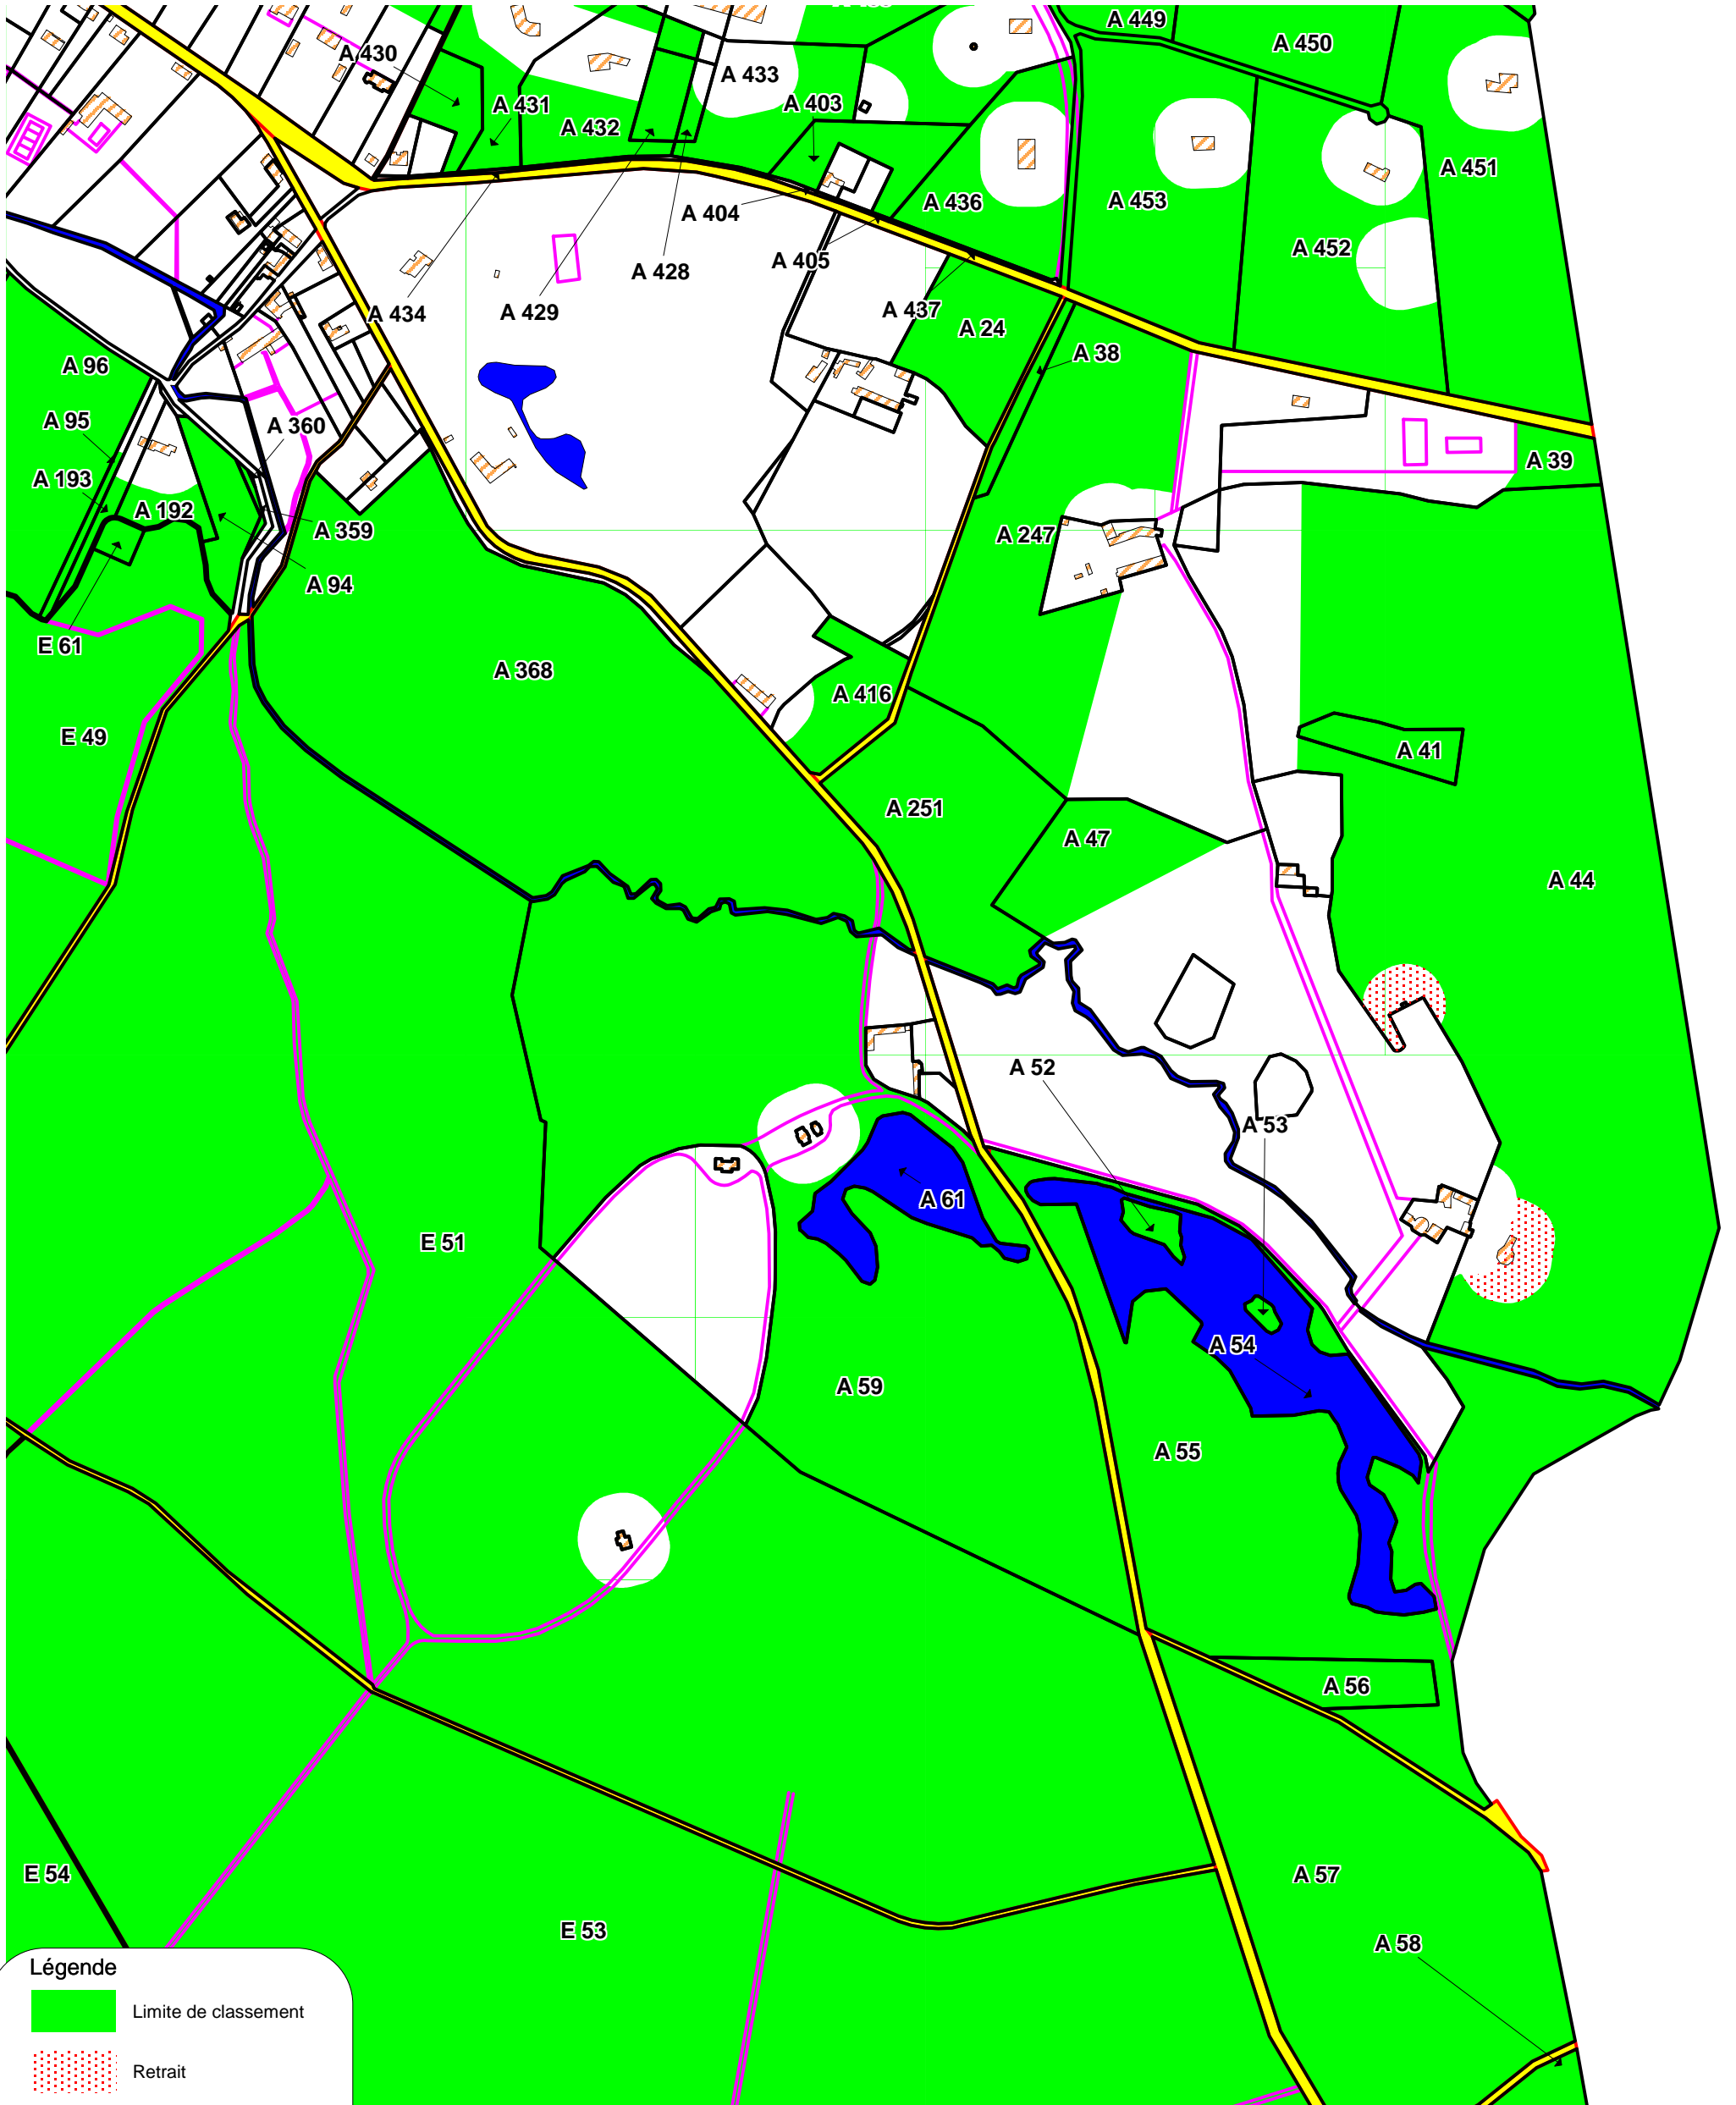 A 449
A 450
A 430
A 433
A 431
A 403
A 432
A 451
A 404
A 436
A 453
A 452
A 405
A 428
A 434
A 429
A 437
A 24
A 38
A 96
A 95
A 360
A 39
A 193
A 192
A 359
A 247
A 94
E 61
A 368
A 416
E 49
A 41
A 251
A 47
A 44
A 52
A 53
A 61
E 51
A 54
A 59
A 55
A 56
E 54
A 57
E 53
A 58
Légende
Limite de classement
Retrait